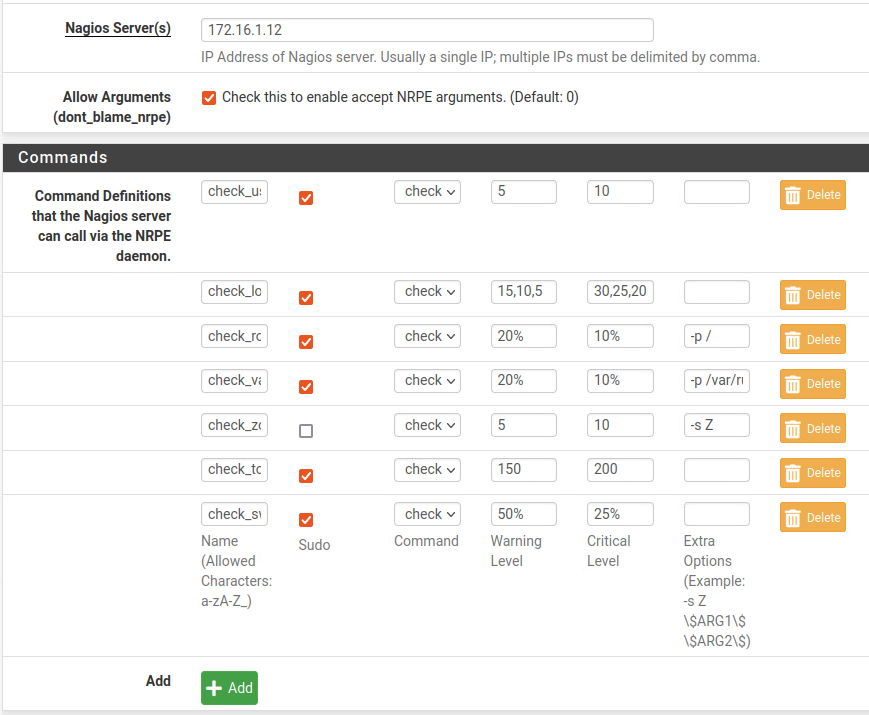 Nagios Server(s)
172.16.1.12
IP Address of Nagios server. Usually a single IP; multiple IPs must be delimited by comma.
Allow Arguments
(dont_blame_nrpe)
Check this to enable accept NRPE arguments. (Default: 0)
Commands
Command Definitions
that the Nagios server
can call via the NRPE
daemon.
check_u check 5 10 Delete
check_lo check 15,10,5 30,25,20 Delete
check_ro check 20% 10% -p / Delete
check_va check 20% 10% -p /var/ru Delete
check_zo check 5 10 -s Z Delete
check_to check 150 200 Delete
check_sw check 50% 25% Delete
Name
(Allowed
Characters:
a-zA-Z_)
Sudo
Command
Warning
Level
Critical
Level
Extra
Options
(Example:
-s Z
\$ARG1\$
\$ARG2\$)
Add
Add